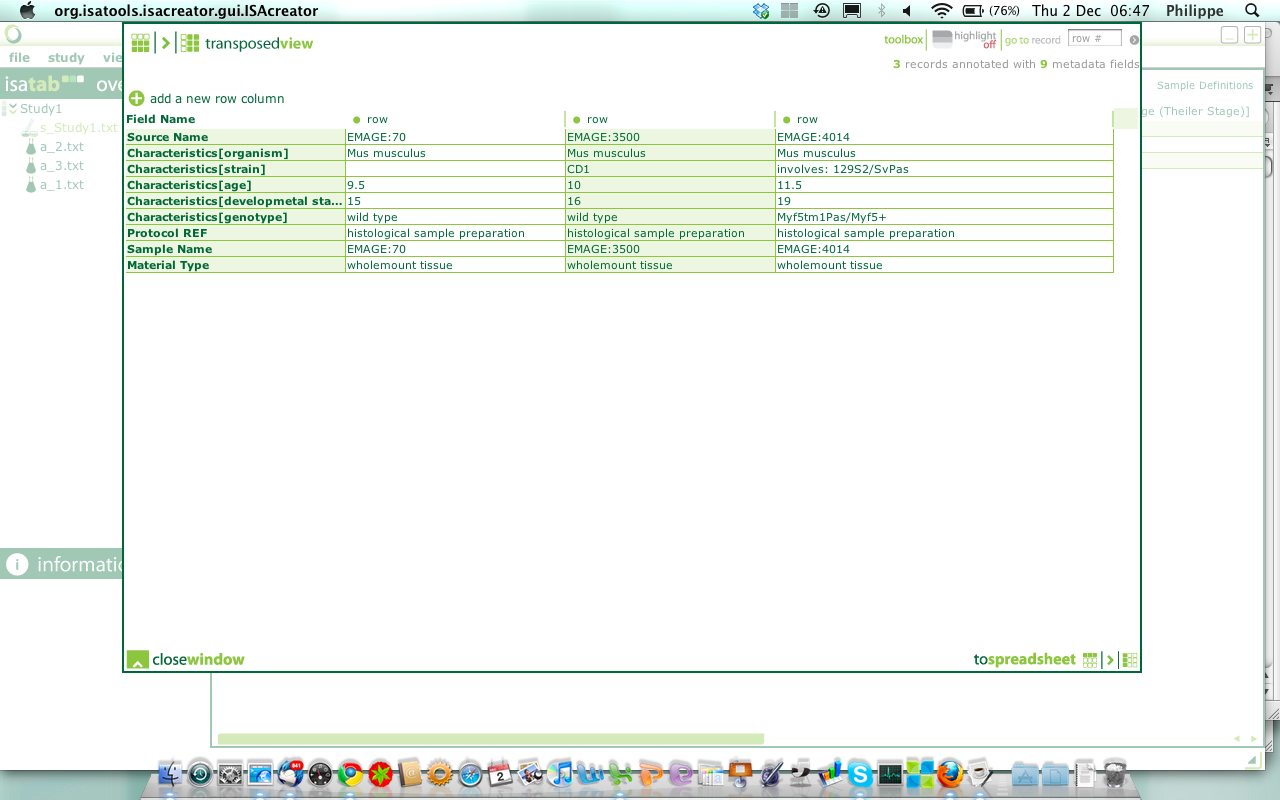 org.isatools.isacreator.gui.ISAcreator (76%) Thu 2 Dec 06:47 Philippe
file study vie
isatab ove
Study1
s_Study1.txt
a_2.txt
a_3.txt
a_1.txt
i informatic
transposedview toolbox highlight off go to record row #
3 records annotated with 9 metadata fields
Sample Definitions
ge (Theiler Stage)]
add a new row column
Field Name row row row
Source Name EMAGE:70 EMAGE:3500 EMAGE:4014
Characteristics[organism] Mus musculus Mus musculus Mus musculus
Characteristics[strain] CD1 involves: 129S2/SvPas
Characteristics[age] 9.5 10 11.5
Characteristics[developmetal sta... 15 16 19
Characteristics[genotype] wild type wild type Myf5tm1Pas/Myf5+
Protocol REF histological sample preparation histological sample preparation histological sample preparation
Sample Name EMAGE:70 EMAGE:3500 EMAGE:4014
Material Type wholemount tissue wholemount tissue wholemount tissue
closewindow tospreadsheet
2